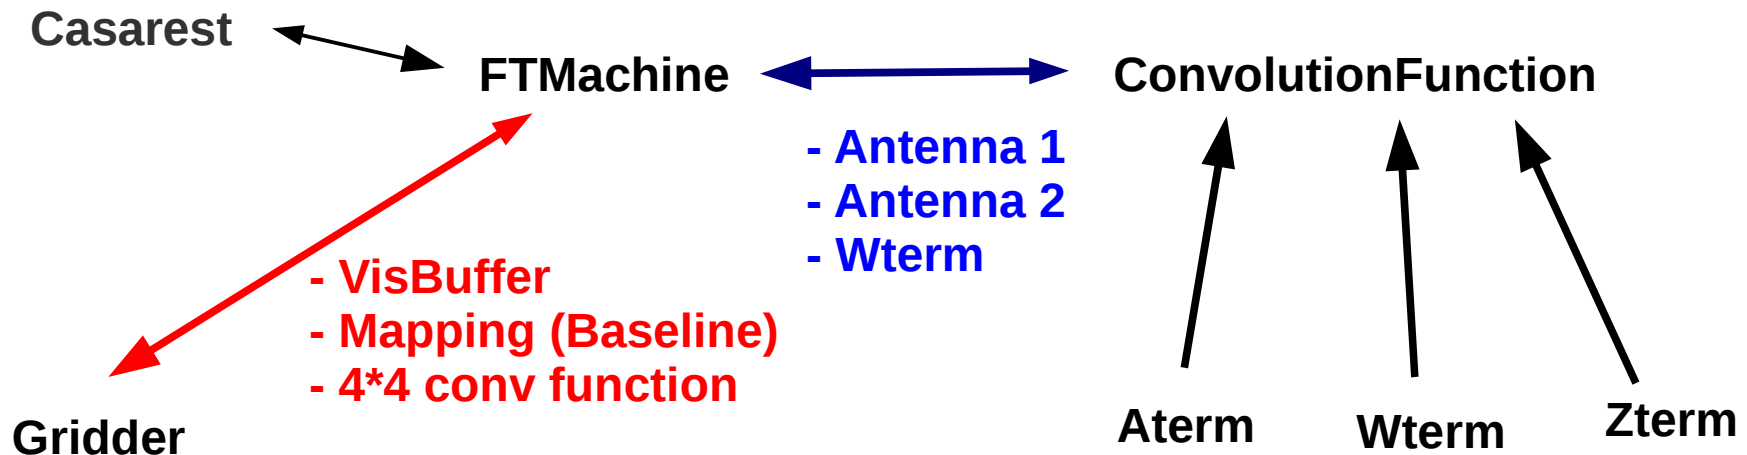 Casarest
FTMachine
ConvolutionFunction
- Antenna 1
- Antenna 2
- Wterm
- VisBuffer
- Mapping (Baseline)
- 4*4 conv function
Gridder
Aterm
Wterm
Zterm